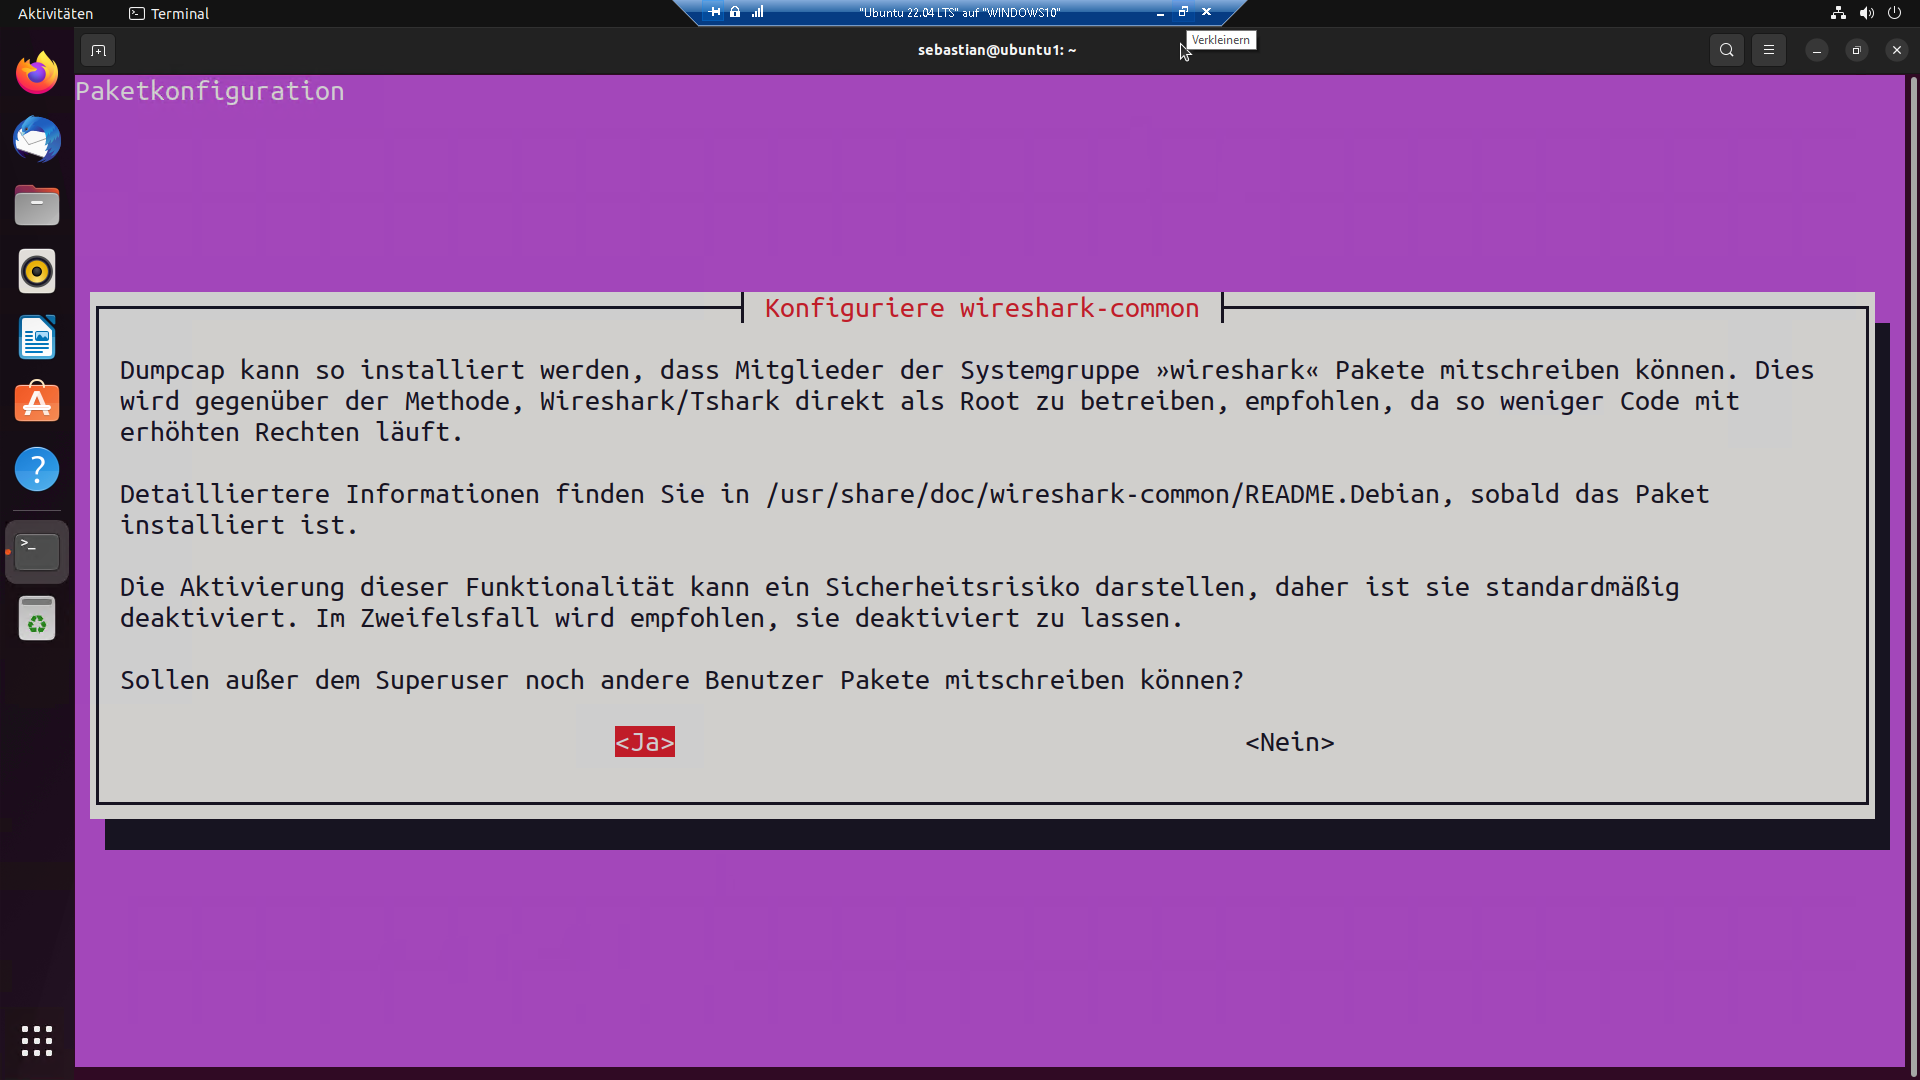 Aktivitäten
Terminal
"Ubuntu 22.04 LTS" auf "WINDOWS10"
sebastian@ubuntu1: ~
Verkleinern
Paketkonfiguration
Konfiguriere wireshark-common
Dumpcap kann so installiert werden, dass Mitglieder der Systemgruppe »wireshark« Pakete mitschreiben können. Dies
wird gegenüber der Methode, Wireshark/Tshark direkt als Root zu betreiben, empfohlen, da so weniger Code mit
erhöhten Rechten läuft.
Detailliertere Informationen finden Sie in /usr/share/doc/wireshark-common/README.Debian, sobald das Paket
installiert ist.
Die Aktivierung dieser Funktionalität kann ein Sicherheitsrisiko darstellen, daher ist sie standardmäßig
deaktiviert. Im Zweifelsfall wird empfohlen, sie deaktiviert zu lassen.
Sollen außer dem Superuser noch andere Benutzer Pakete mitschreiben können?
<Ja> <Nein>